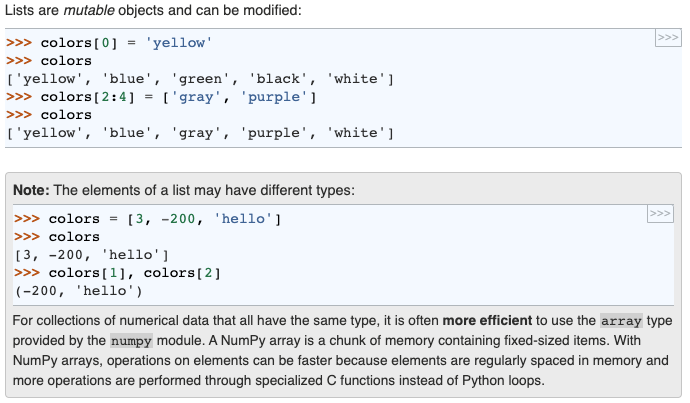 Lists are mutable objects and can be modified:
>>>
>>> colors[0] = 'yellow'
>>> colors
['yellow', 'blue', 'green', 'black', 'white']
>>> colors[2:4] = ['gray', 'purple']
>>> colors
['yellow', 'blue', 'gray', 'purple', 'white']
Note: The elements of a list may have different types:
>>>
>>> colors = [3, -200, 'hello']
>>> colors
[3, -200, 'hello']
>>> colors[1], colors[2]
(-200, 'hello')
For collections of numerical data that all have the same type, it is often more efficient to use the array type
provided by the numpy module. A NumPy array is a chunk of memory containing fixed-sized items. With
NumPy arrays, operations on elements can be faster because elements are regularly spaced in memory and
more operations are performed through specialized C functions instead of Python loops.